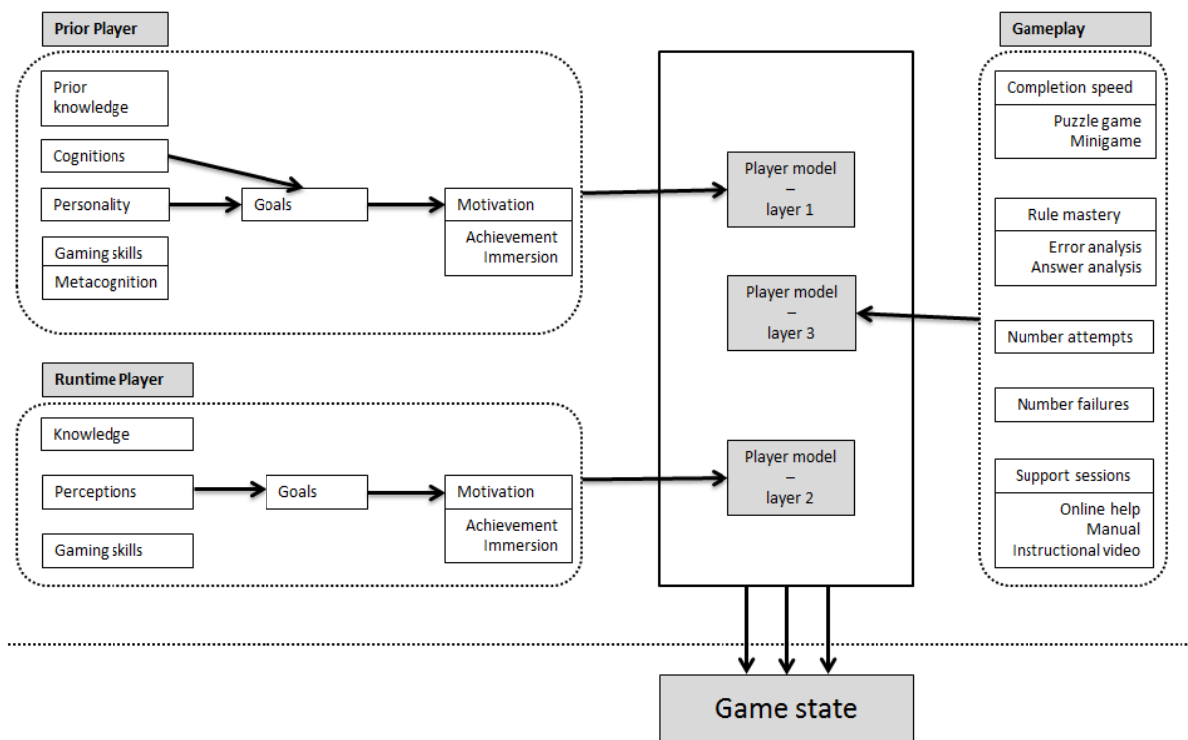 Prior Player
Prior
knowledge
Cognitions
Personality
Goals
Motivation
Achievement
Immersion
Gaming skills
Metacognition
Runtime Player
Knowledge
Perceptions
Goals
Motivation
Achievement
Immersion
Gaming skills
Player model
–
layer 1
Player model
–
layer 3
Player model
–
layer 2
Gameplay
Completion speed
Puzzle game
Minigame
Rule mastery
Error analysis
Answer analysis
Number attempts
Number failures
Support sessions
Online help
Manual
Instructional video
Game state